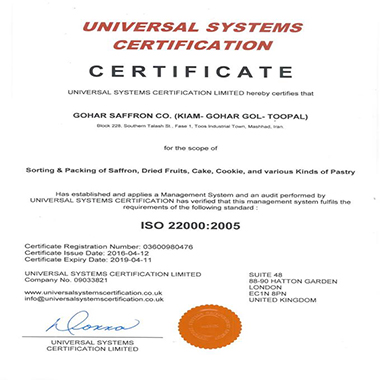 UNIVERSAL SYSTEMS
CERTIFICATION
CERTIFICATE
UNIVERSAL SYSTEMS CERTIFICATION LIMITED hereby certifies that
GOHAR SAFFRON CO. (KIAM- GOHAR GOL- TOOPAL)
Block 228, Southern Talash St., Fase 1, Toos Industrial Town, Mashhad, Iran.
for the scope of
Sorting & Packing of Saffron, Dried Fruits, Cake, Cookie, and various Kinds of Pastry
Has established and applies a Management System and an audit performed by
UNIVERSAL SYSTEMS CERTIFICATION has verified that this management system fulfils the
requirements of the following standard :
ISO 22000:2005
Certificate Registration Number: 03600980476
Certificate Issue Date: 2016-04-12
Certificate Expiry Date: 2019-04-11
UNIVERSAL SYSTEMS CERTIFICATION LIMITED
Company No. 09033821
www.universalsystemscertification.co.uk
info@universalsystemscertification.co.uk
SUITE 48
88-90 HATTON GARDEN
LONDON
EC1N 8PN
UNITED KINGDOM
Donna
UNIVERSAL SYSTEMS
CERTIFICATION LIMITED